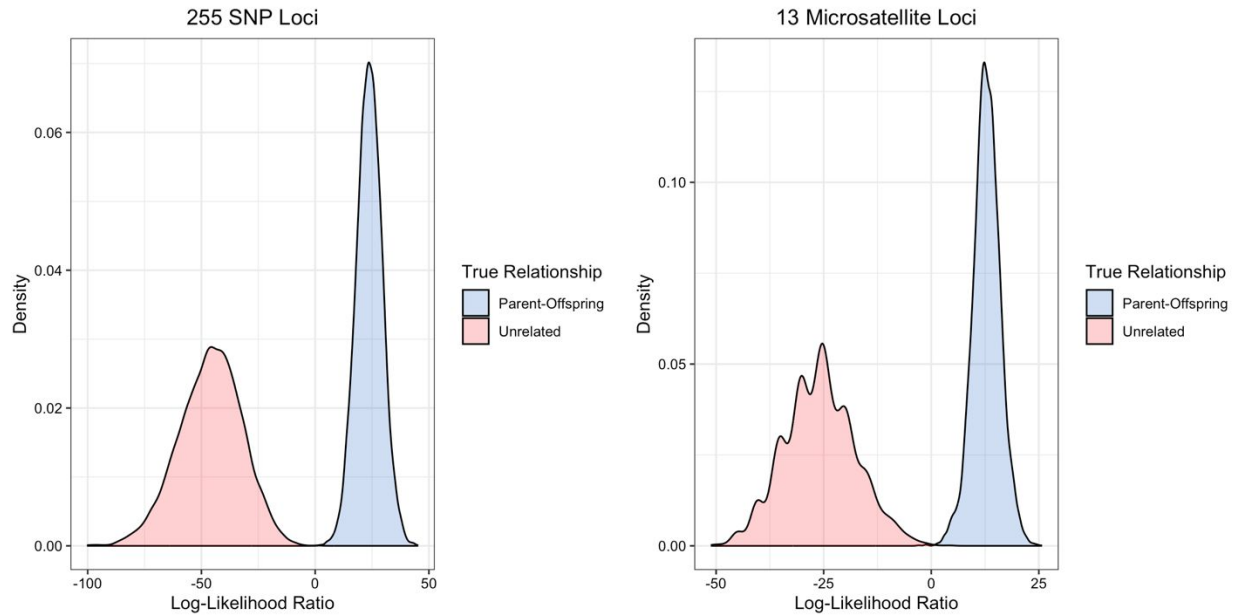 255 SNP Loci
0.06
0.04
0.02
0.00
Density
-100 -50 0 50
Log-Likelihood Ratio
True Relationship
Parent-Offspring
Unrelated
13 Microsatellite Loci
0.10
0.05
0.00
Density
-50 -25 0 25
Log-Likelihood Ratio
True Relationship
Parent-Offspring
Unrelated